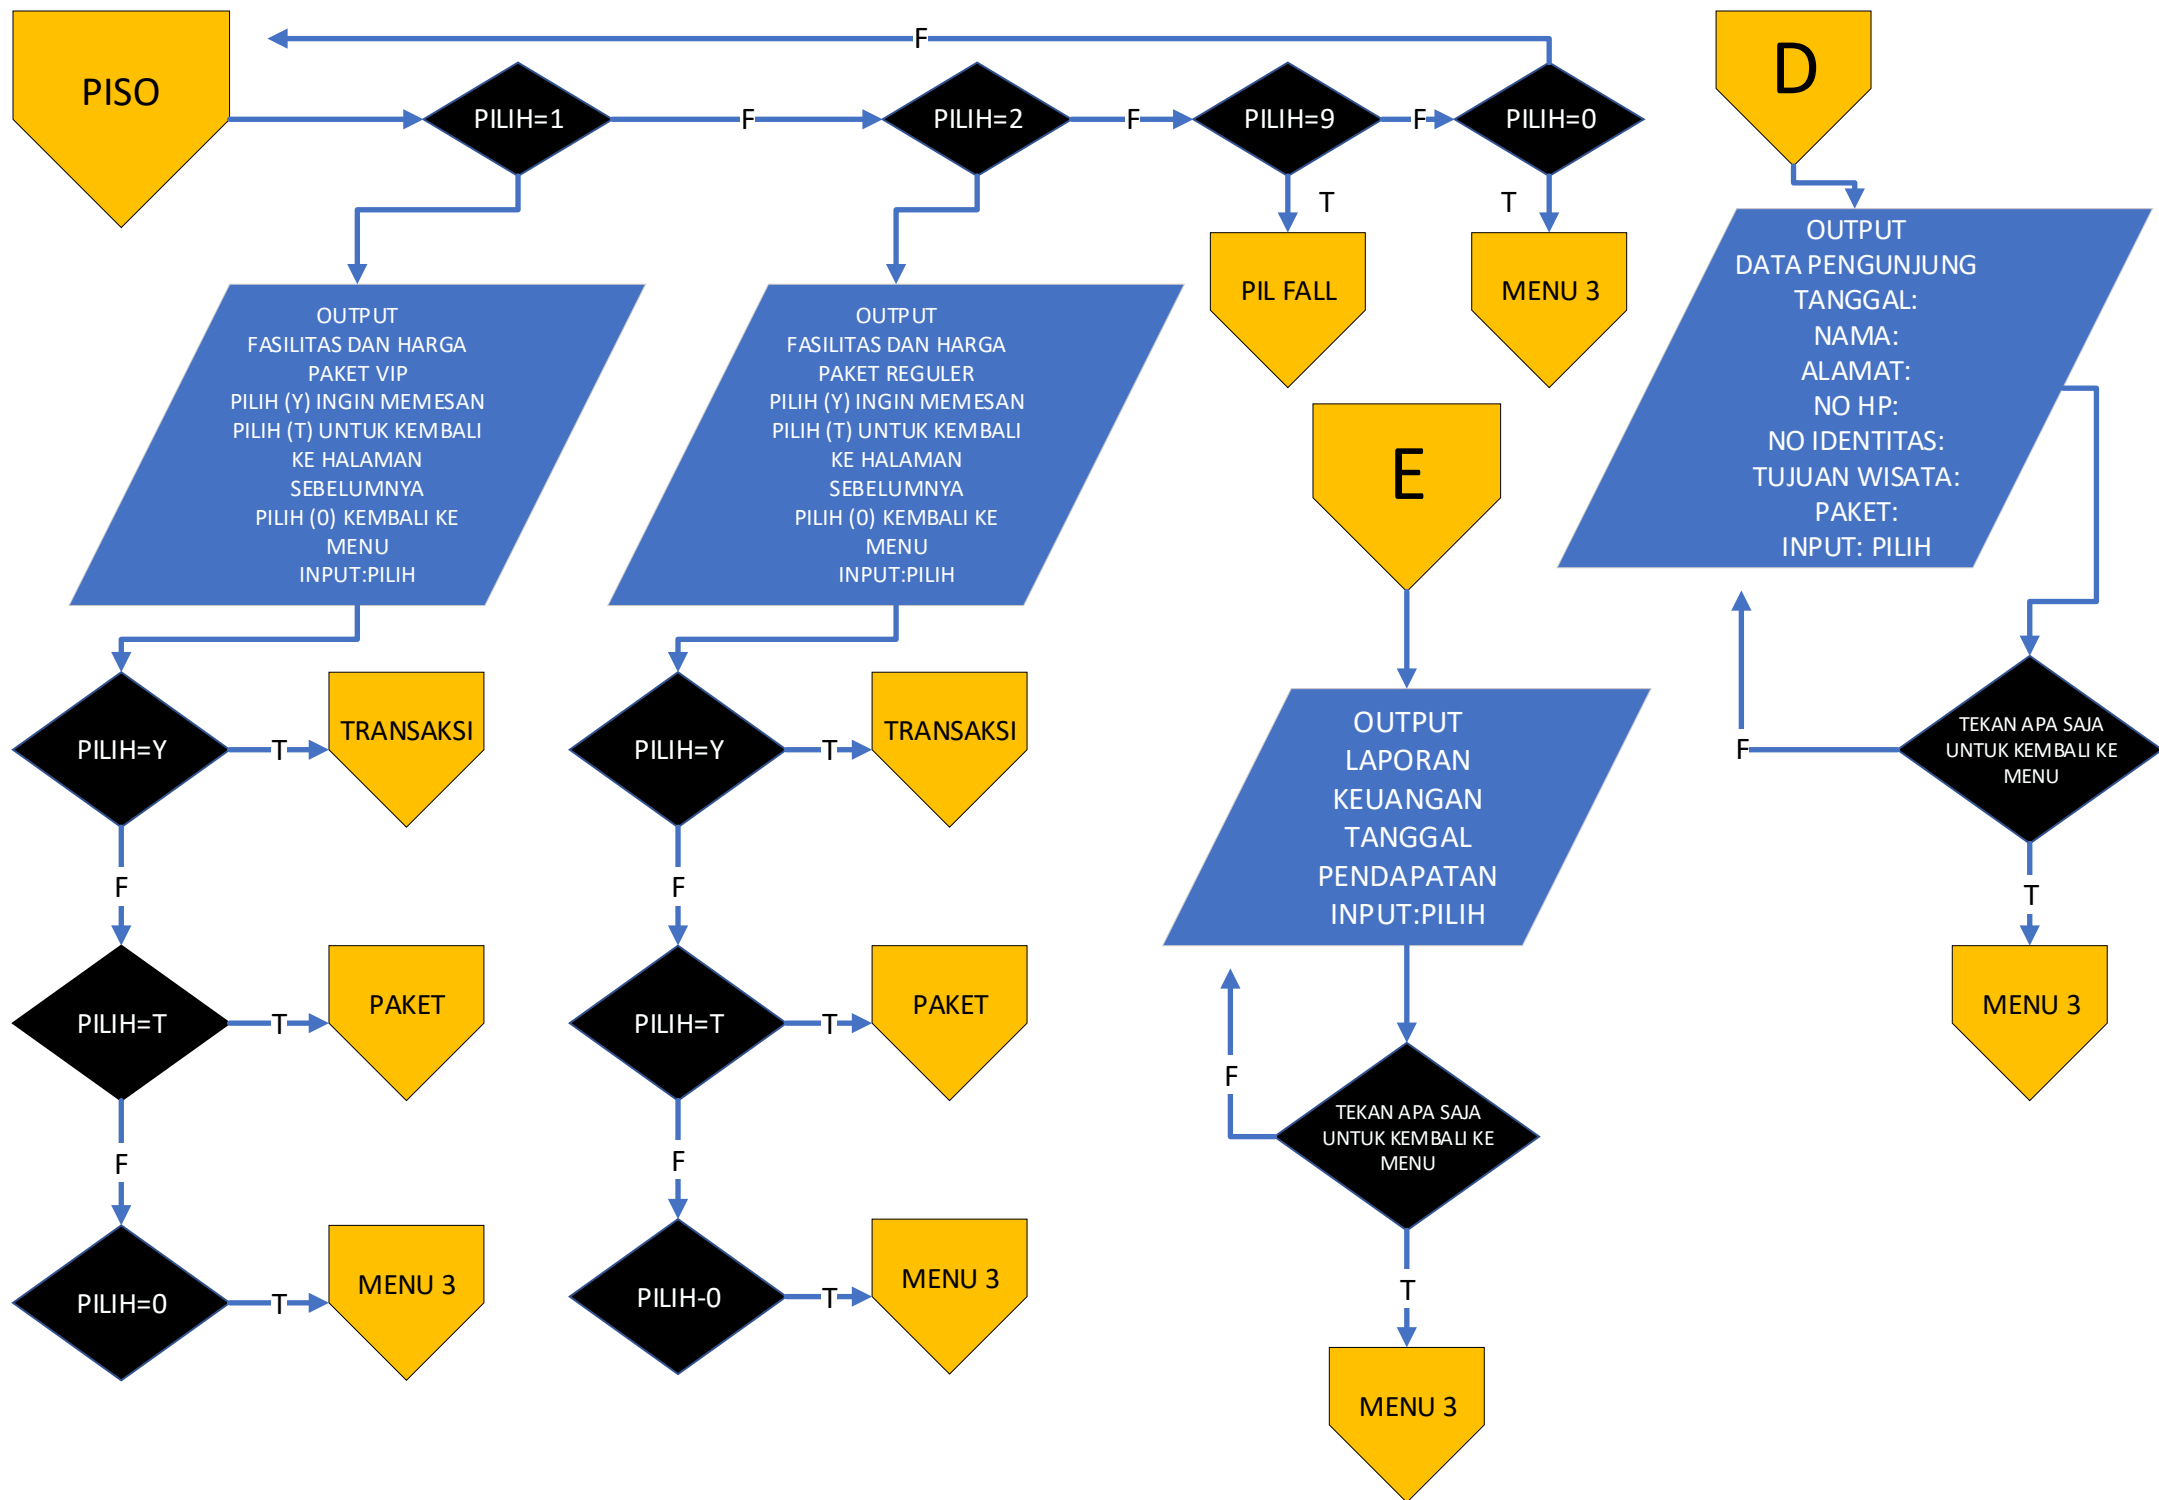 PISO
PILIH=1
F
PILIH=2
F
PILIH=9
F
PILIH=0
F
T
PIL FALL
T
MENU 3
OUTPUT
FASILITAS DAN HARGA
PAKET VIP
PILIH (Y) INGIN MEMESAN
PILIH (T) UNTUK KEMBALI
KE HALAMAN
SEBELUMNYA
PILIH (0) KEMBALI KE
MENU
INPUT:PILIH
PILIH=Y
T
TRANSAKSI
F
PILIH=T
T
PAKET
F
PILIH=0
T
MENU 3
OUTPUT
FASILITAS DAN HARGA
PAKET REGULER
PILIH (Y) INGIN MEMESAN
PILIH (T) UNTUK KEMBALI
KE HALAMAN
SEBELUMNYA
PILIH (0) KEMBALI KE
MENU
INPUT:PILIH
PILIH=Y
T
TRANSAKSI
F
PILIH=T
T
PAKET
F
PILIH-0
T
MENU 3
E
OUTPUT
LAPORAN
KEUANGAN
TANGGAL
PENDAPATAN
INPUT:PILIH
F
TEKAN APA SAJA
UNTUK KEMBALI KE
MENU
T
MENU 3
D
OUTPUT
DATA PENGUNJUNG
TANGGAL:
NAMA:
ALAMAT:
NO HP:
NO IDENTITAS:
TUJUAN WISATA:
PAKET:
INPUT: PILIH
F
TEKAN APA SAJA
UNTUK KEMBALI KE
MENU
T
MENU 3